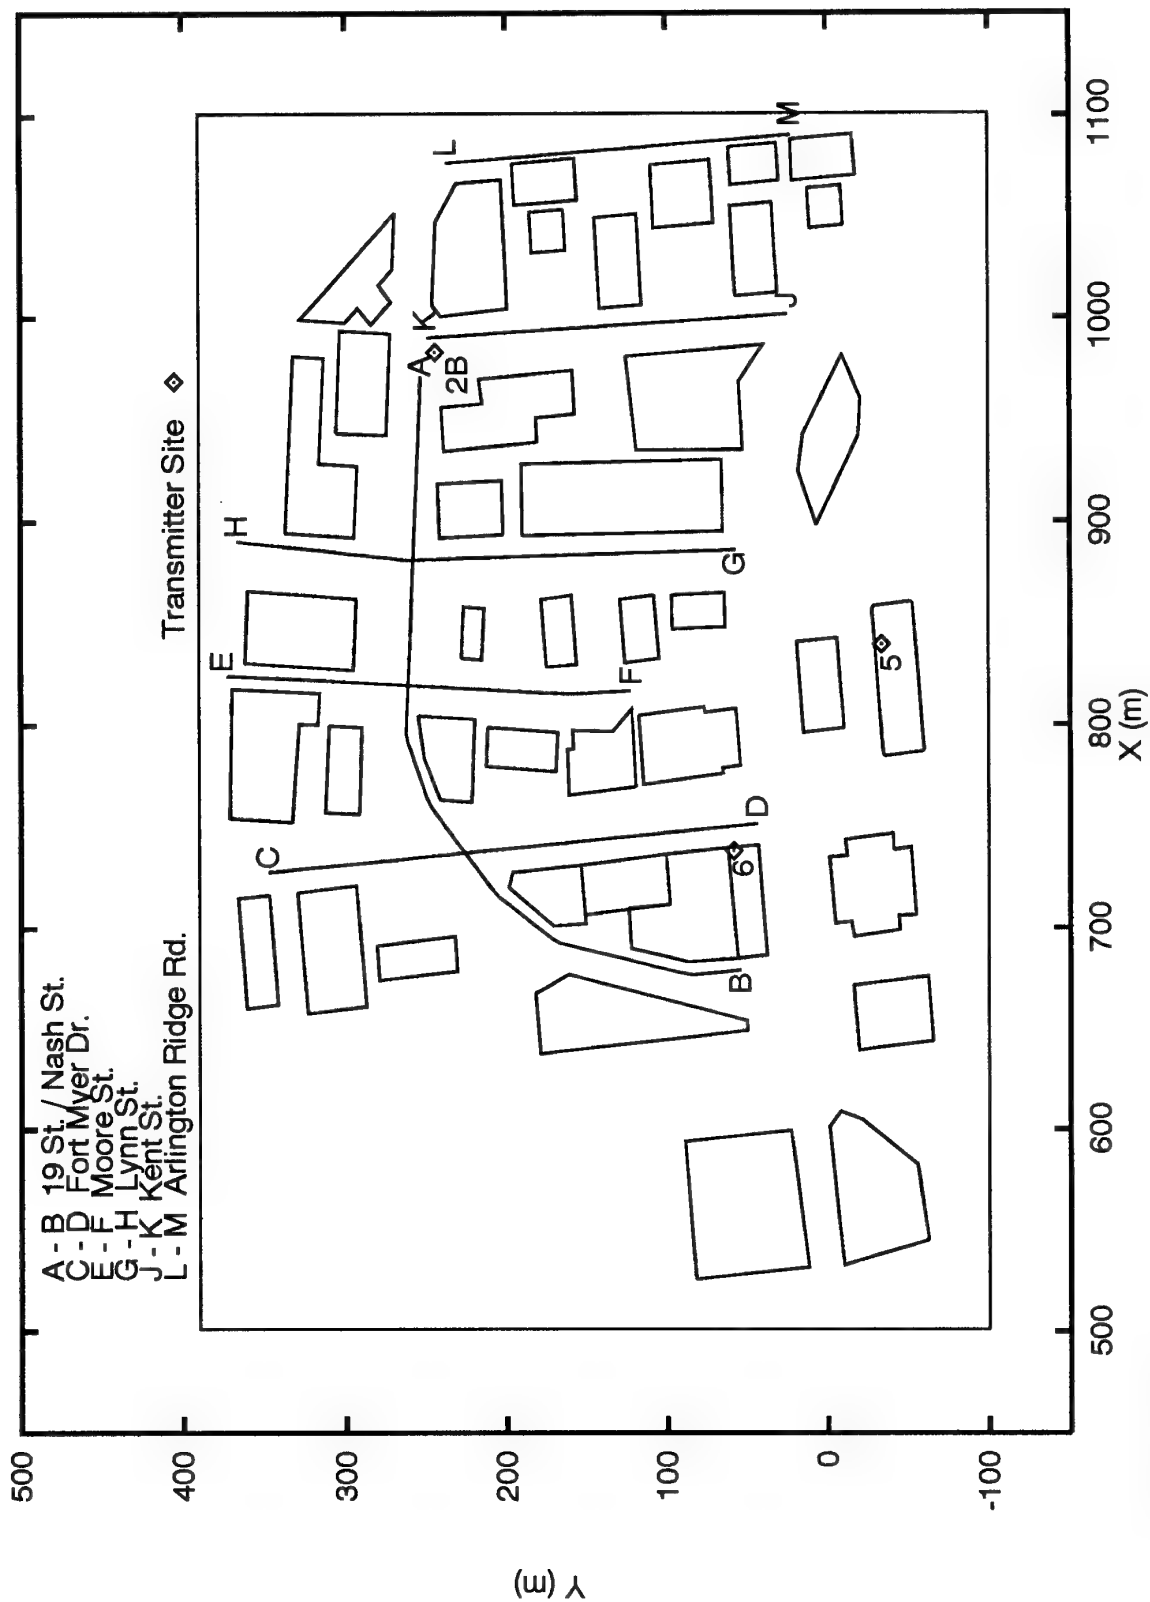 A - B 19 St. / Nash St.
C - D Fort Myer Dr.
E - F Moore St.
G - H Lynn St.
J - K Kent St.
L - M Arlington Ridge Rd.
Transmitter Site
C
E
H
A
K
L
2B
B
6
D
F
G
J
M
5
500
400
300
200
100
0
-100
Y (m)
500
600
700
800
900
1000
1100
X (m)